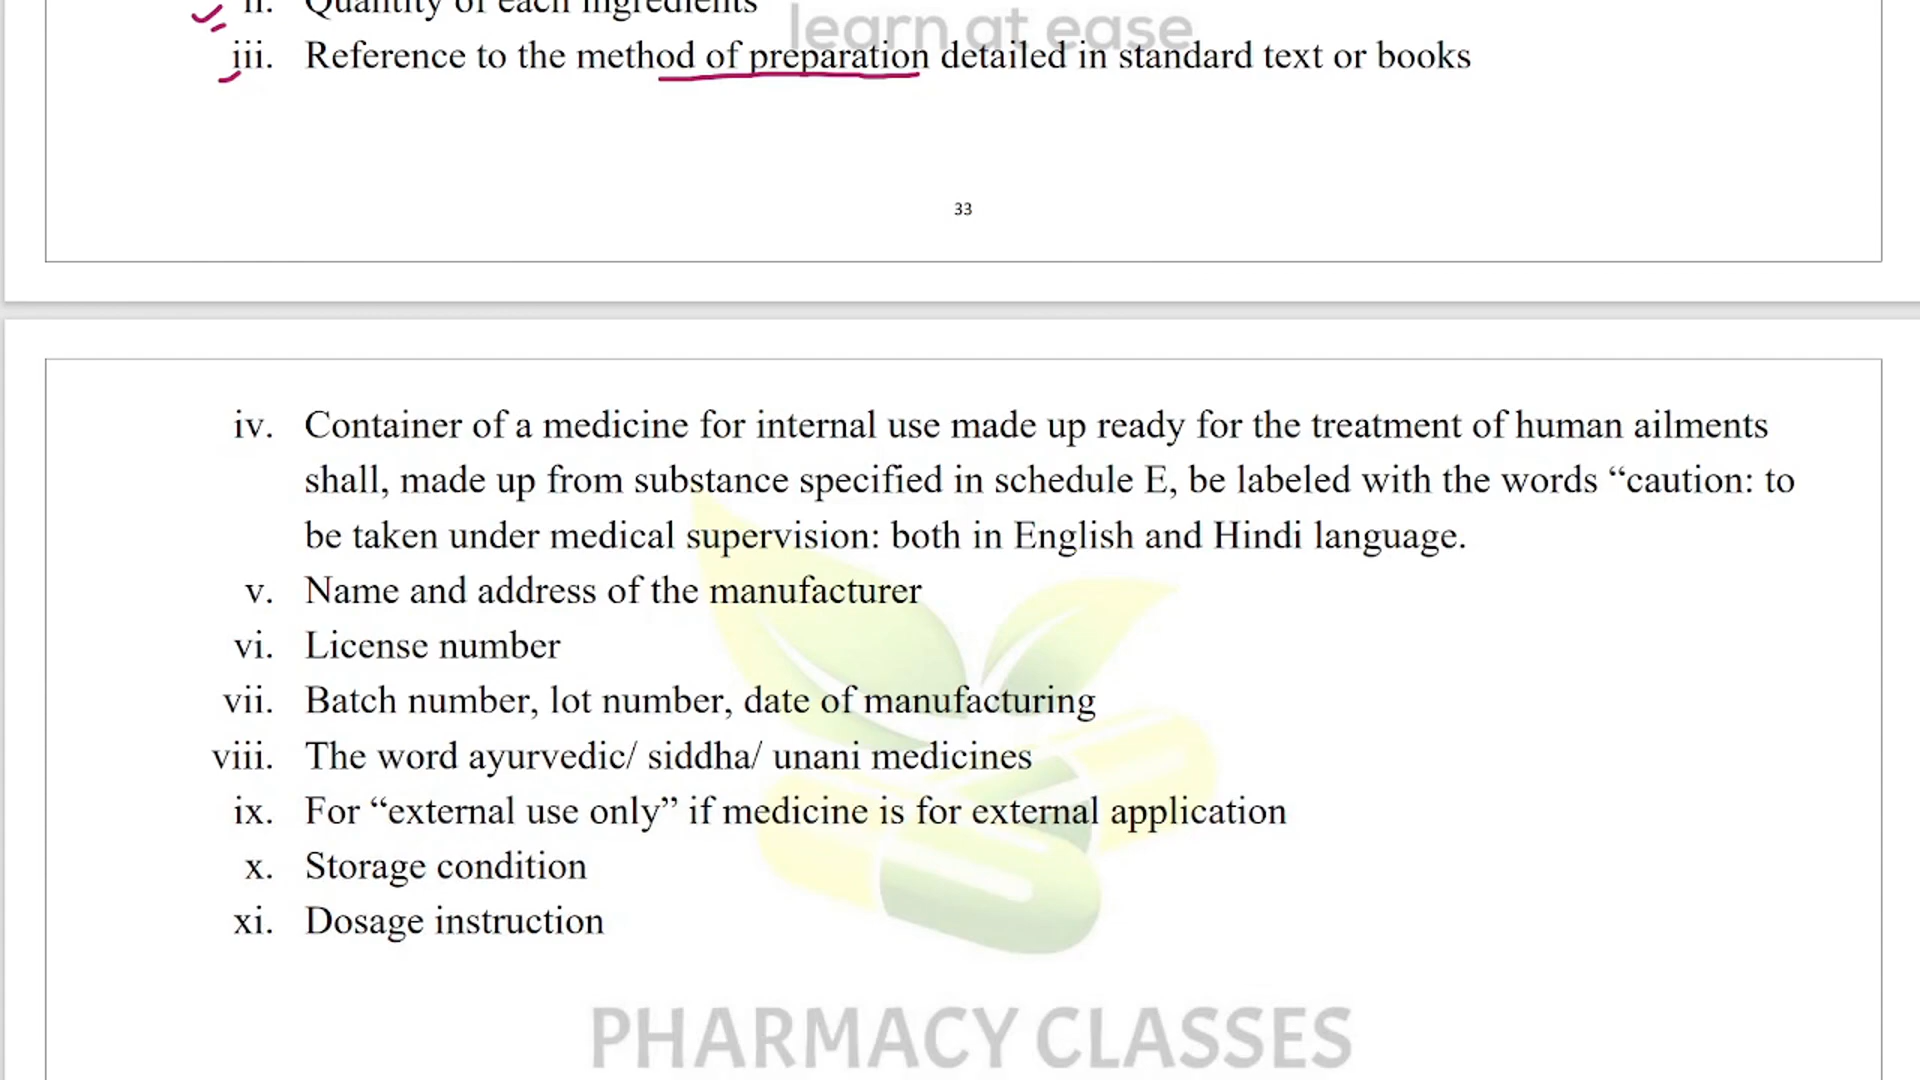 ii. Quantity of each ingredients
learn at ease
iii. Reference to the method of preparation detailed in standard text or books
33
iv. Container of a medicine for internal use made up ready for the treatment of human ailments
shall, made up from substance specified in schedule E, be labeled with the words “caution: to
be taken under medical supervision: both in English and Hindi language.
v. Name and address of the manufacturer
vi. License number
vii. Batch number, lot number, date of manufacturing
viii. The word ayurvedic/ siddha/ unani medicines
ix. For “external use only” if medicine is for external application
x. Storage condition
xi. Dosage instruction
PHARMACY CLASSES